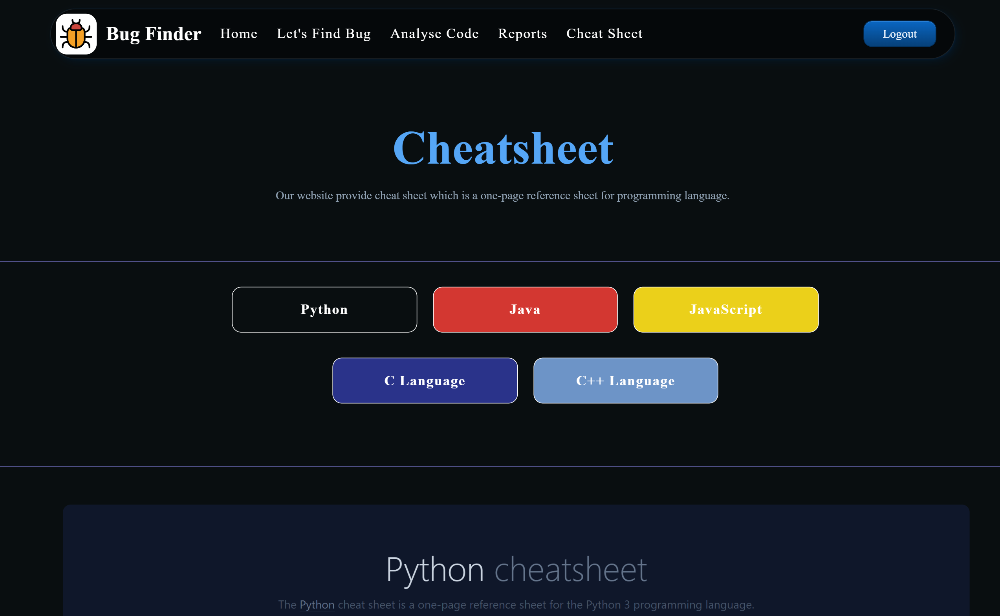 Bug Finder Home Let's Find Bug Analyse Code Reports Cheat Sheet Logout
Cheatsheet
Our website provide cheat sheet which is a one-page reference sheet for programming language.
Python Java JavaScript
C Language C++ Language
Python cheatsheet
The Python cheat sheet is a one-page reference sheet for the Python 3 programming language.